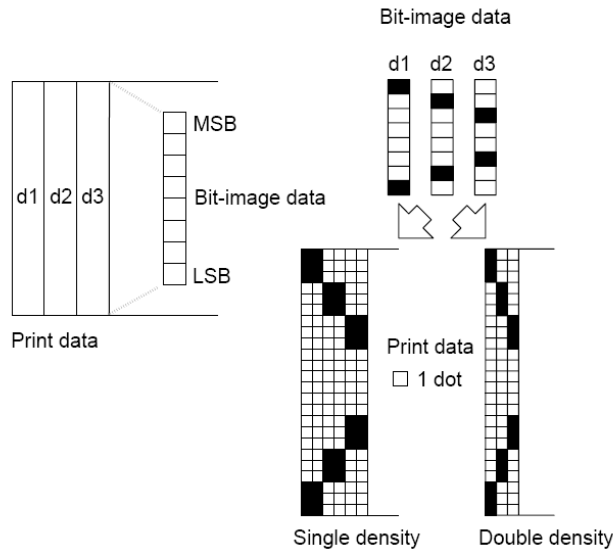 Bit-image data
d1 d2 d3
MSB
d1 d2 d3
Bit-image data
LSB
Print data
Print data
1 dot
Single density
Double density